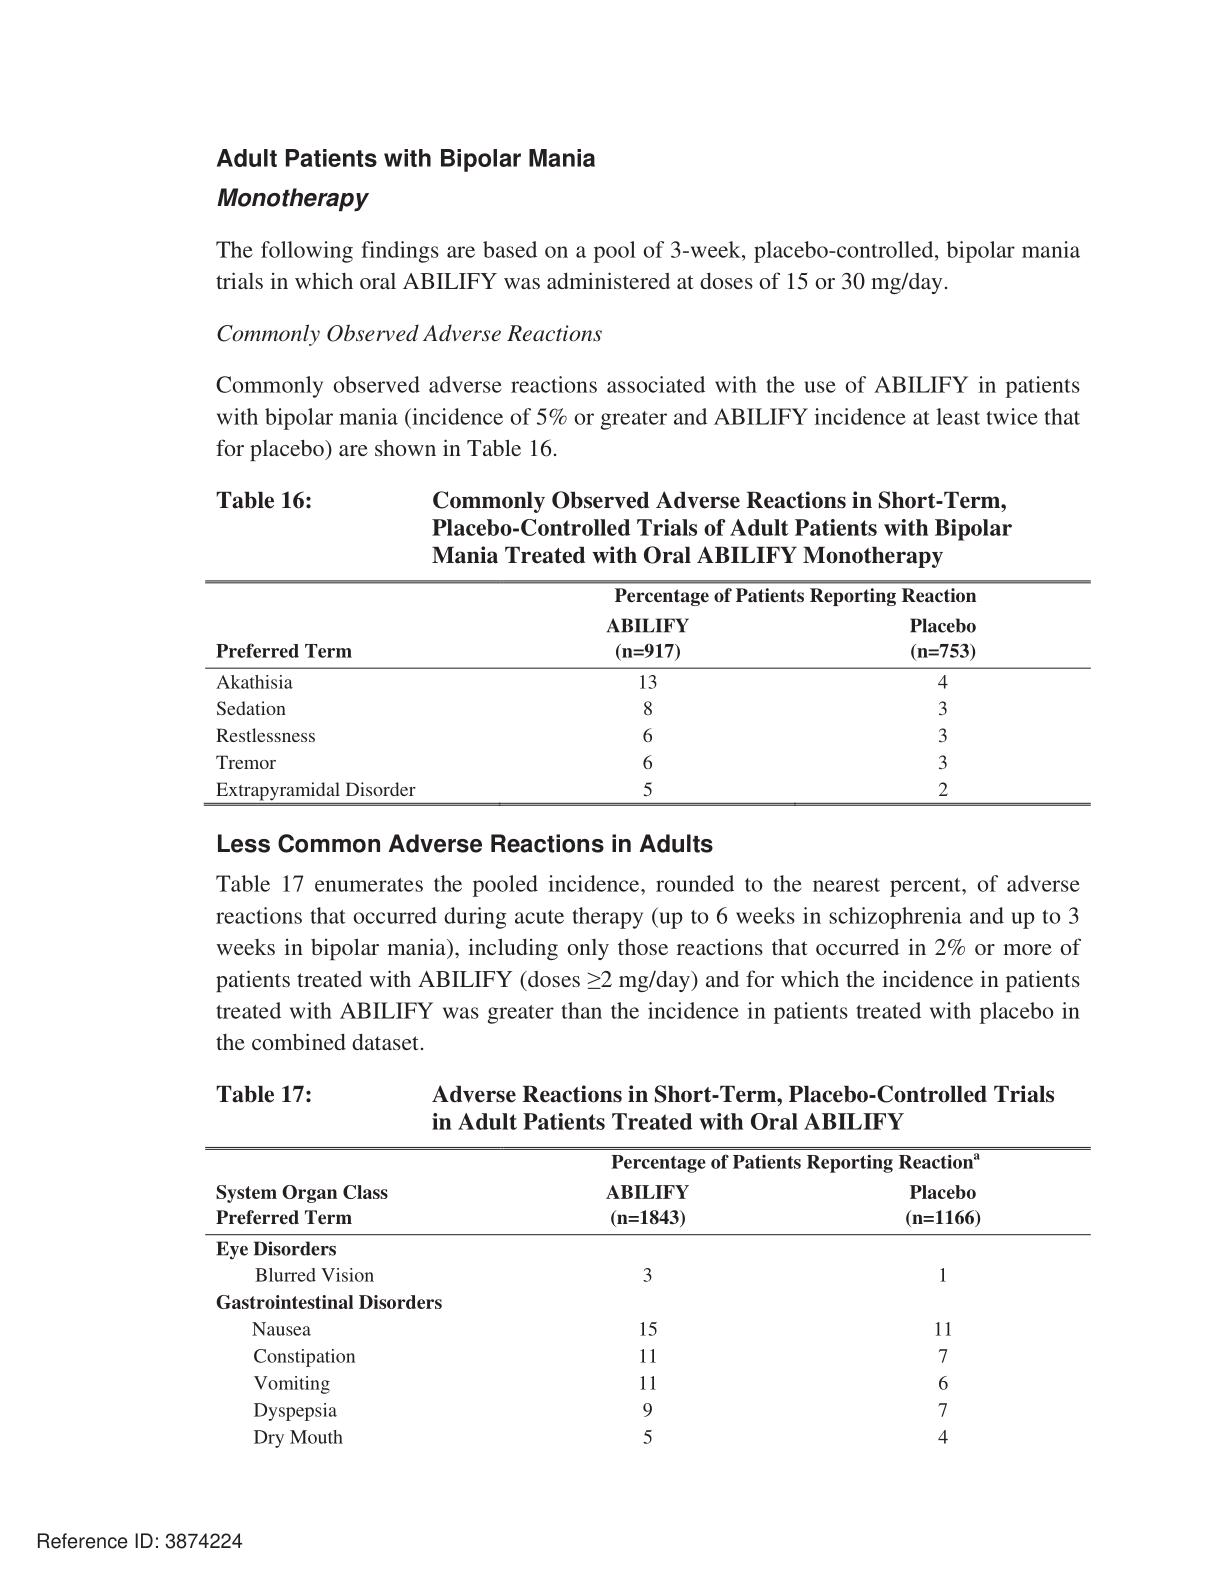 Adult Patients with Bipolar Mania
Monotherapy
The following findings are based on a pool of 3-week, placebo-controlled, bipolar mania
trials in which oral ABILIFY was administered at doses of 15 or 30 mg/day.
Commonly Observed Adverse Reactions
Commonly observed adverse reactions associated with the use of ABILIFY in patients
with bipolar mania (incidence of 5% or greater and ABILIFY incidence at least twice that
for placebo) are shown in Table 16.
Table 16: Commonly Observed Adverse Reactions in Short-Term,
Placebo-Controlled Trials of Adult Patients with Bipolar
Mania Treated with Oral ABILIFY Monotherapy
Percentage of Patients Reporting Reaction
ABILIFY Placebo
Preferred Term (n=917) (n=753)
Akathisia 13 4
Sedation 8 3
Restlessness 6 3
Tremor 6 3
Extrapyramidal Disorder 5 2
Less Common Adverse Reactions in Adults
Table 17 enumerates the pooled incidence, rounded to the nearest percent, of adverse
reactions that occurred during acute therapy (up to 6 weeks in schizophrenia and up to 3
weeks in bipolar mania), including only those reactions that occurred in 2% or more of
patients treated with ABILIFY (doses ≥2 mg/day) and for which the incidence in patients
treated with ABILIFY was greater than the incidence in patients treated with placebo in
the combined dataset.
Table 17: Adverse Reactions in Short-Term, Placebo-Controlled Trials
in Adult Patients Treated with Oral ABILIFY
Percentage of Patients Reporting Reactionᵃ
System Organ Class ABILIFY Placebo
Preferred Term (n=1843) (n=1166)
Eye Disorders
Blurred Vision 3 1
Gastrointestinal Disorders
Nausea 15 11
Constipation 11 7
Vomiting 11 6
Dyspepsia 9 7
Dry Mouth 5 4
Reference ID: 3874224